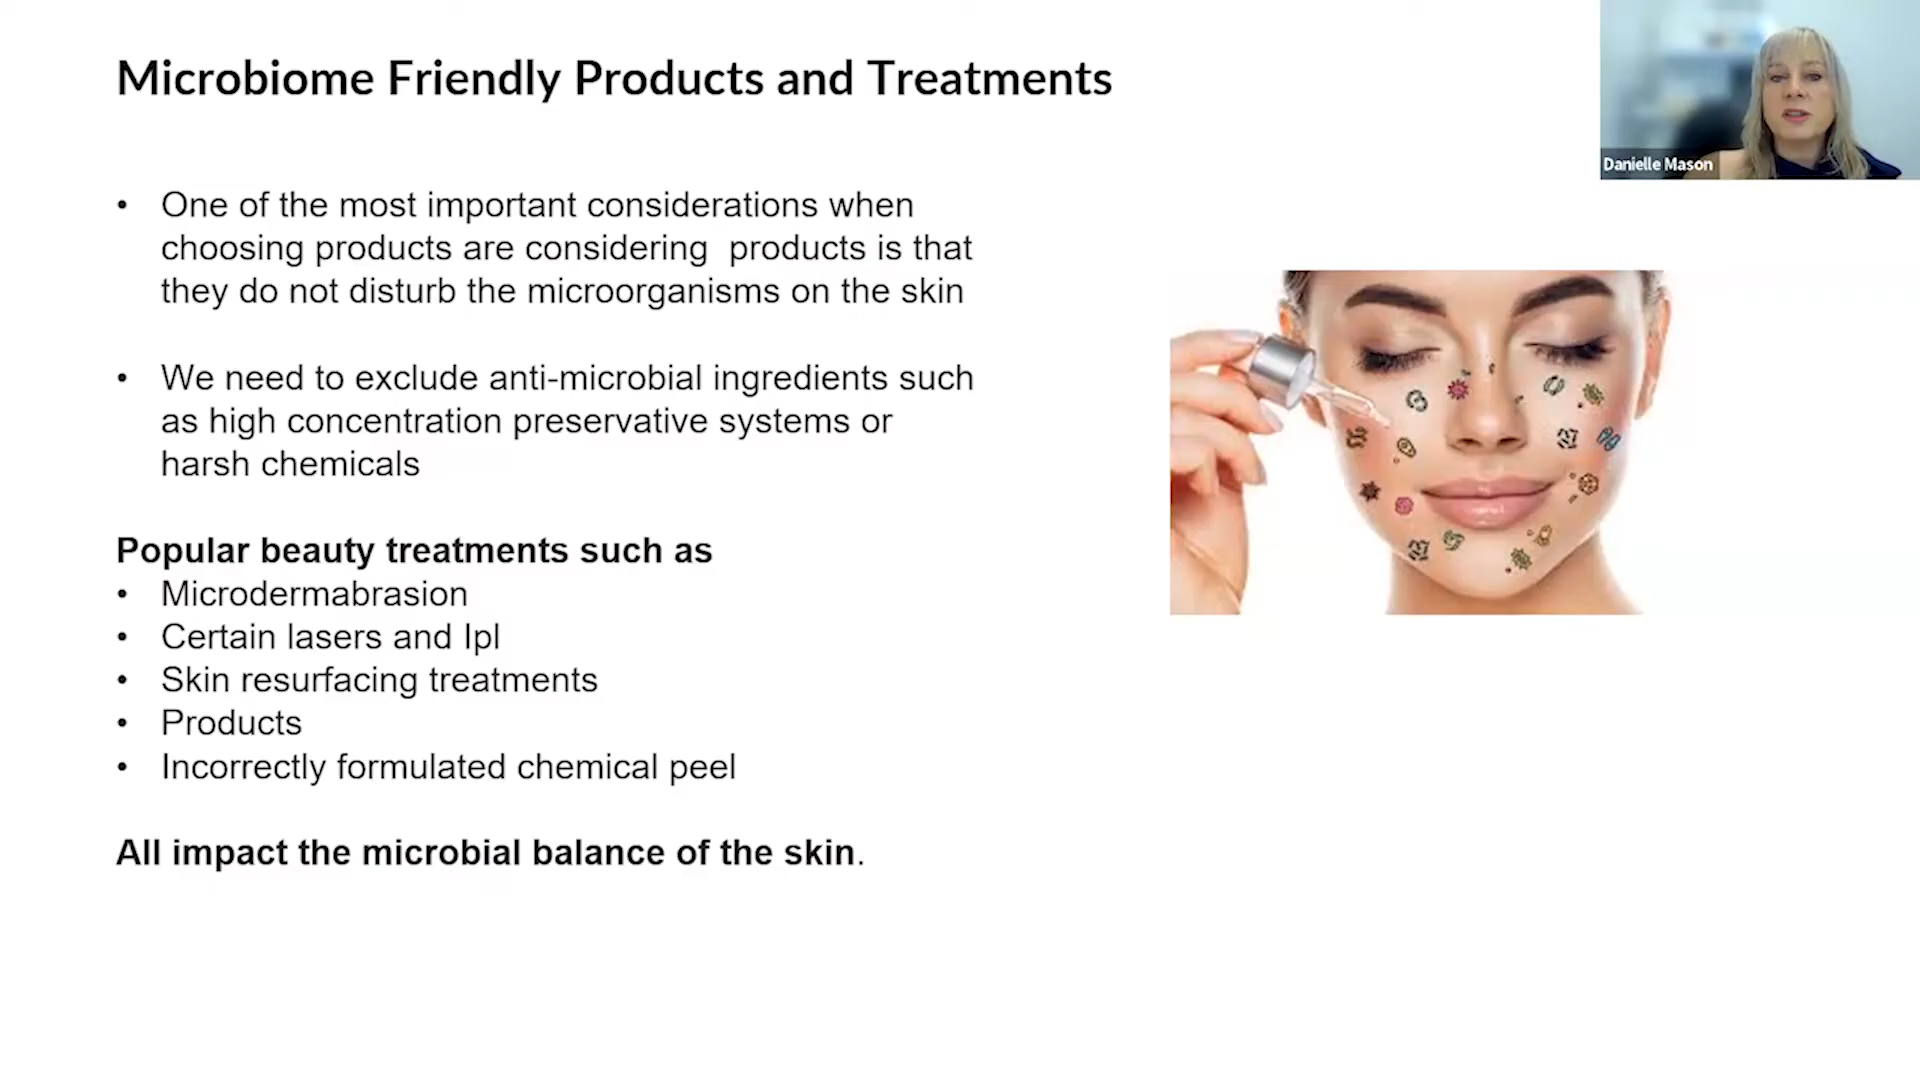 Microbiome Friendly Products and Treatments
Danielle Mason
• One of the most important considerations when
choosing products are considering  products is that
they do not disturb the microorganisms on the skin
• We need to exclude anti-microbial ingredients such
as high concentration preservative systems or
harsh chemicals
Popular beauty treatments such as
• Microdermabrasion
• Certain lasers and Ipl
• Skin resurfacing treatments
• Products
• Incorrectly formulated chemical peel
All impact the microbial balance of the skin.